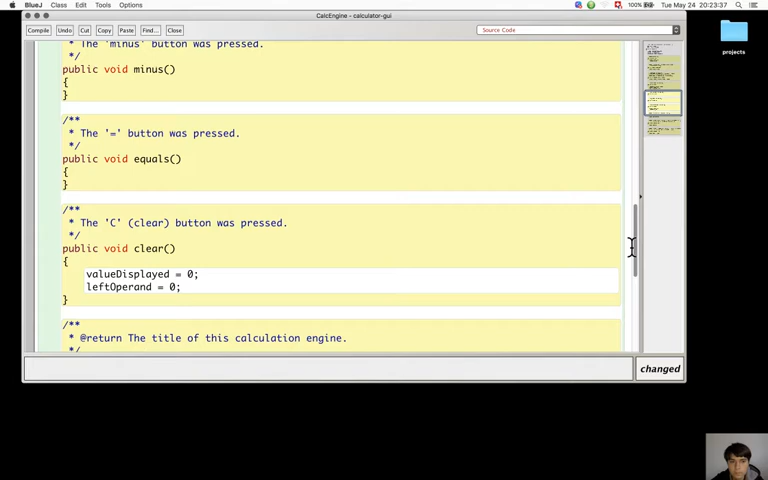 BlueJ Class Edit Tools Options 100% Tue May 24 20:23:37
CalcEngine - calculator-gui
Compile Undo Cut Copy Paste Find... Close Source Code
* The 'minus' button was pressed.
*/
public void minus()
{
}
/**
* The '=' button was pressed.
*/
public void equals()
{
}
/**
* The 'C' (clear) button was pressed.
*/
public void clear()
{
valueDisplayed = 0;
leftOperand = 0;
}
/**
* @return The title of this calculation engine.
*/
changed
projects